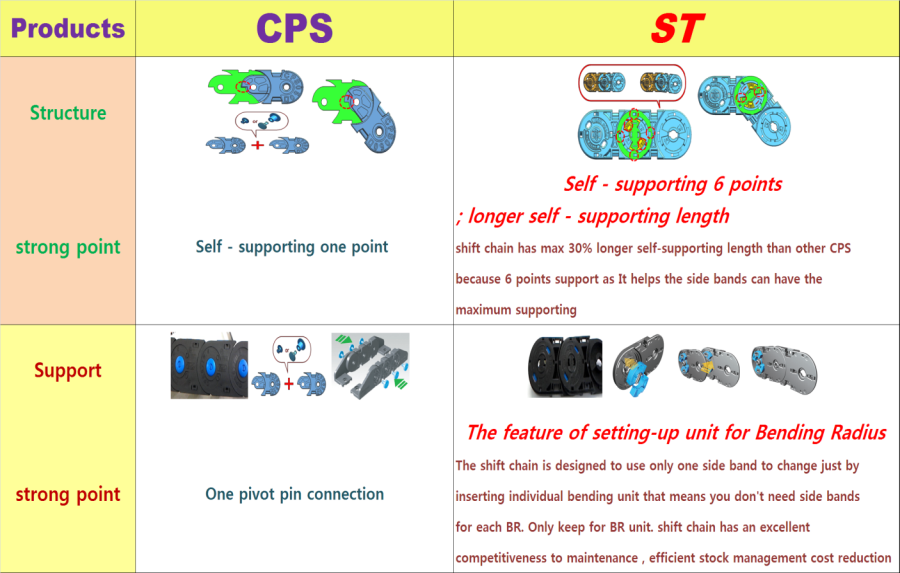 Products
CPS
ST
Structure
or
+
Self - supporting 6 points
; longer self - supporting length
strong point
Self - supporting one point
shift chain has max 30% longer self-supporting length than other CPS
because 6 points support as It helps the side bands can have the
maximum supporting
Support
or
+
The feature of setting-up unit for Bending Radius
strong point
One pivot pin connection
The shift chain is designed to use only one side band to change just by
inserting individual bending unit that means you don't need side bands
for each BR. Only keep for BR unit. shift chain has an excellent
competitiveness to maintenance , efficient stock management cost reduction